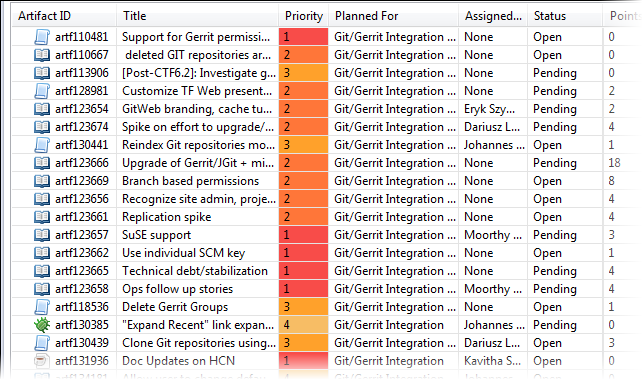 Artifact ID Title Priority Planned For Assigned... Status Points
artf110481 Support for Gerrit permissi... 1 Git/Gerrit Integration ... None Open 0
artf110667 deleted GIT repositories ar... 2 Git/Gerrit Integration ... None Open 0
artf113906 [Post-CTF6.2]: Investigate g... 3 Git/Gerrit Integration ... None Pending 0
artf128981 Customize TF Web present... 2 Git/Gerrit Integration ... None Pending 2
artf123654 GitWeb branding, cache tu... 2 Git/Gerrit Integration ... Eryk Szy... Pending 2
artf123674 Spike on effort to upgrade/... 2 Git/Gerrit Integration ... Dariusz L... Pending 4
artf130441 Reindex Git repositories mo... 3 Git/Gerrit Integration ... Johannes ... Open 1
artf123666 Upgrade of Gerrit/JGit + mi... 2 Git/Gerrit Integration ... None Pending 18
artf123669 Branch based permissions 2 Git/Gerrit Integration ... None Open 8
artf123656 Recognize site admin, proje... 2 Git/Gerrit Integration ... None Open 4
artf123661 Replication spike 2 Git/Gerrit Integration ... None Open 4
artf123657 SuSE support 1 Git/Gerrit Integration ... Moorthy ... Pending 3
artf123662 Use individual SCM key 1 Git/Gerrit Integration ... None Open 1
artf123665 Technical debt/stabilization 1 Git/Gerrit Integration ... None Pending 4
artf123658 Ops follow up stories 1 Git/Gerrit Integration ... Moorthy ... Pending 4
artf118536 Delete Gerrit Groups 3 Git/Gerrit Integration ... None Open 1
artf130385 "Expand Recent" link expan... 4 Git/Gerrit Integration ... Johannes ... Pending 0
artf130439 Clone Git repositories using... 3 Git/Gerrit Integration ... Dariusz L... Open 3
artf131936 Doc Updates on HCN 1 Git/Gerrit Integration ... Kavitha S... Open 0